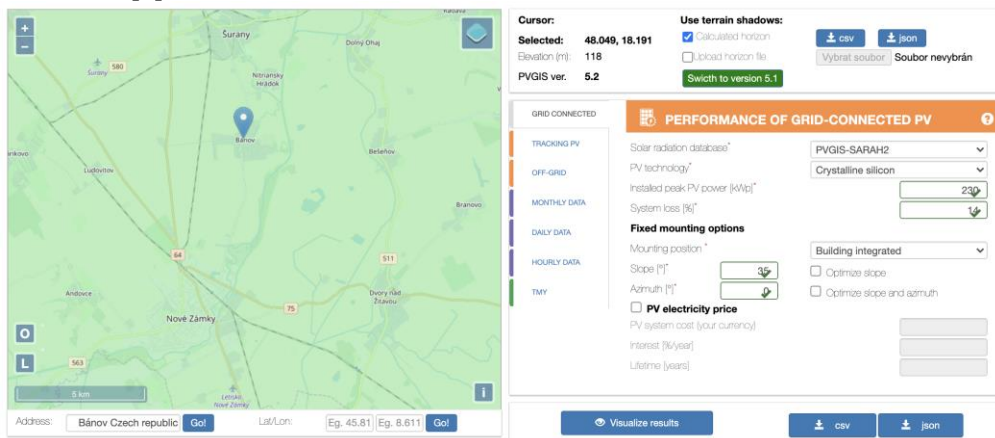 +
−
Šurany
Dolný Ohaj
580
Šurany
Nitriansky
Hrádok
Bánov
Bešeňov
ankovo
Ľudovítov
Branovo
64
511
Andovce
75
Dvory nad
Žitavou
Nové Zámky
O
L
563
5 km
Letisko
Nové Zámky
i
Address:
Bánov Czech republic
Go!
Lat/Lon:
Eg. 45.81
Eg. 8.611
Go!
Cursor:
Use terrain shadows:
Selected: 48.049, 18.191
Calculated horizon
csv
json
Elevation (m): 118
Upload horizon file
Vybrat soubor Soubor nevybrán
PVGIS ver. 5.2
Swicth to version 5.1
GRID CONNECTED
TRACKING PV
OFF-GRID
MONTHLY DATA
DAILY DATA
HOURLY DATA
TMY
PERFORMANCE OF GRID-CONNECTED PV
?
Solar radiation database*
PVGIS-SARAH2
PV technology*
Crystalline silicon
Installed peak PV power [kWp]*
230
System loss [%]*
14
Fixed mounting options
Mounting position *
Building integrated
Slope [°]*
35
Optimize slope
Azimuth [°]*
0
Optimize slope and azimuth
PV electricity price
PV system cost (your currency)
Interest [%/year]
Lifetime [years]
Visualize results
csv
json